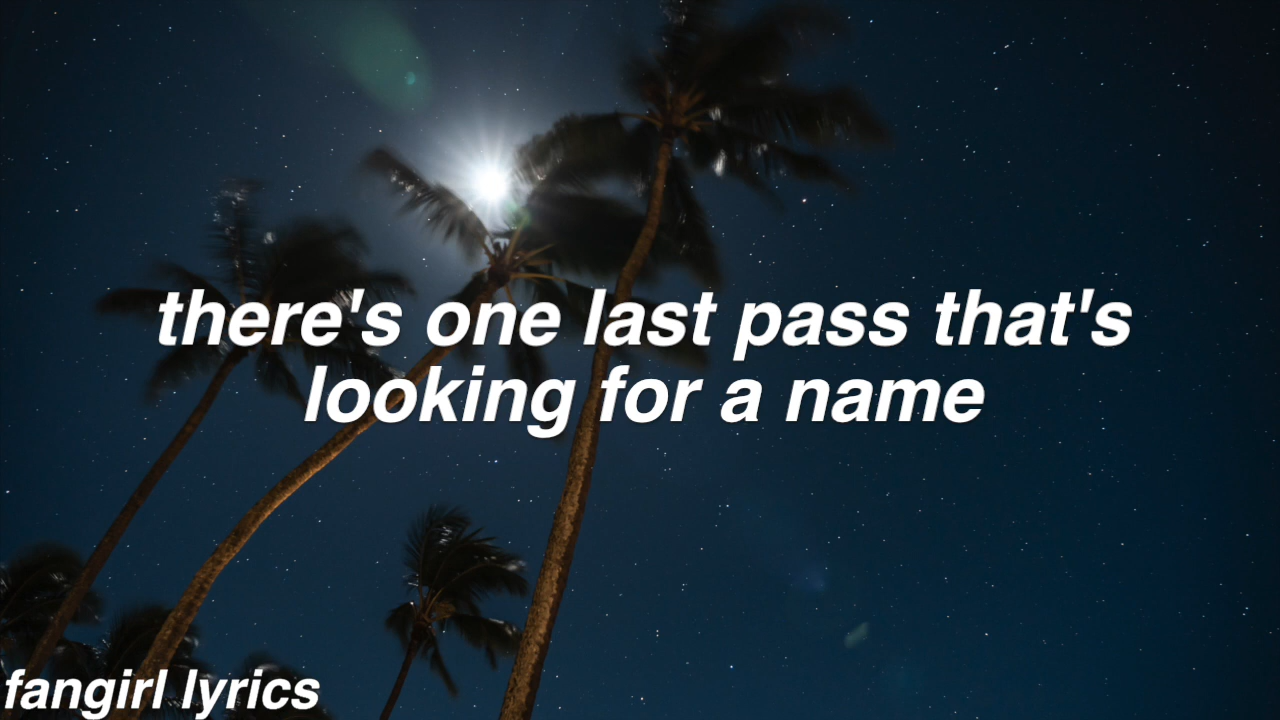 there's one last pass that's
looking for a name
fangirl lyrics